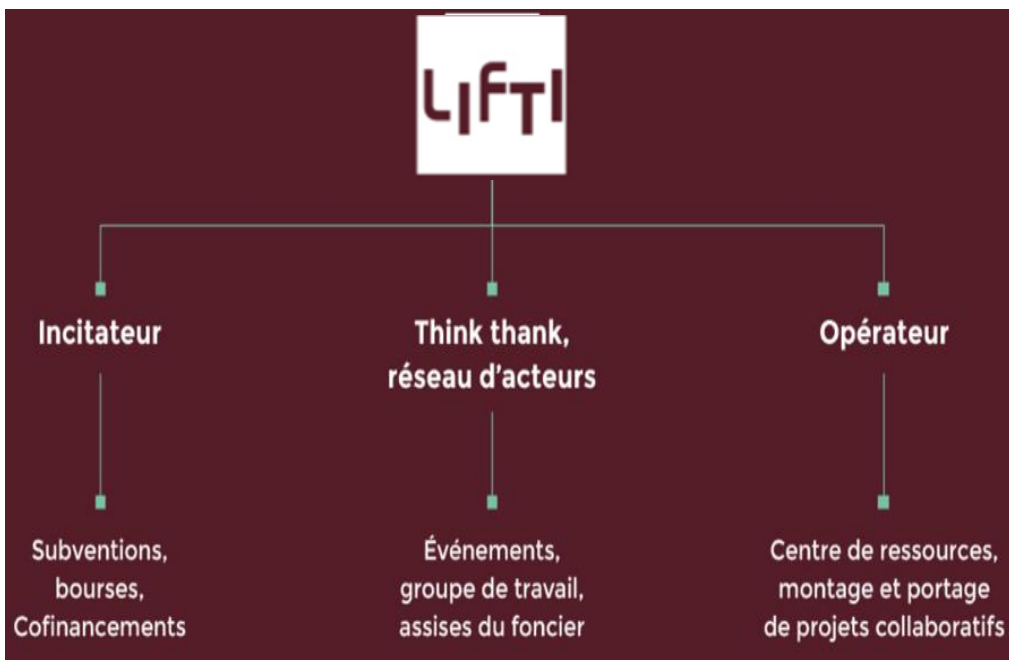 LIFTI
Incitateur
Think thank,
réseau d'acteurs
Opérateur
Subventions,
bourses,
Cofinancements
Événements,
groupe de travail,
assises du foncier
Centre de ressources,
montage et portage
de projets collaboratifs